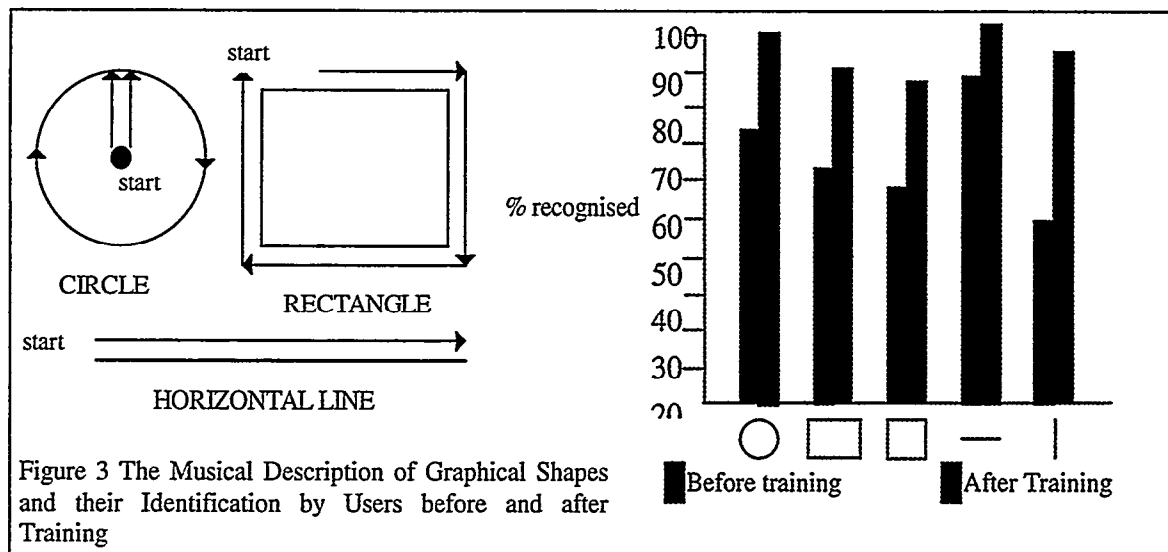 start
start
CIRCLE
RECTANGLE
start
HORIZONTAL LINE
Figure 3 The Musical Description of Graphical Shapes
and their Identification by Users before and after
Training
% recognised
100
90
80
70
60
50
40
30
20
Before training
After Training